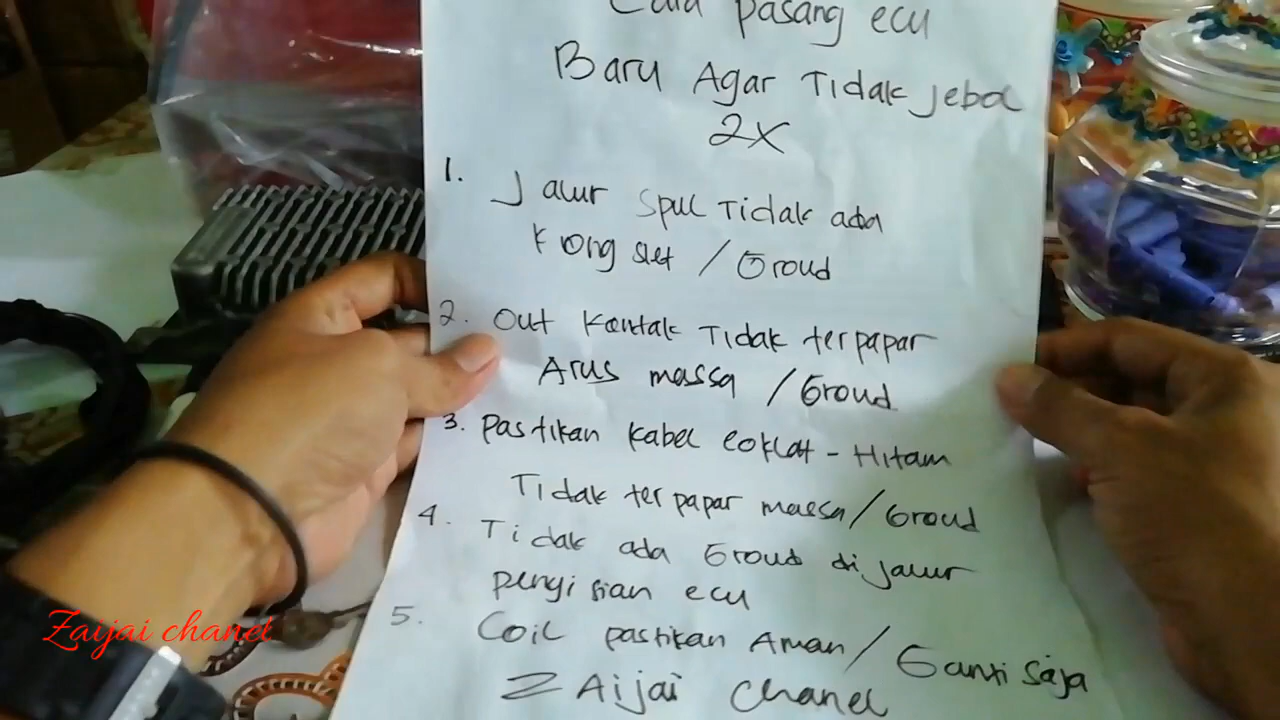 Cara pasang ecu
Baru Agar Tidak jebol
2X
1. Jalur Spul Tidak ada
Kongslet / Groud
2. Out Kontak Tidak terpapar
Arus massa / Groud
3. Pastikan Kabel Coklat - Hitam
Tidak terpapar massa / Groud
4. Tidak ada Groud di jalur
pengisian ecu
5. Coil pastikan Aman / Ganti saja
ZAijai Chanel
Zaijai chanel